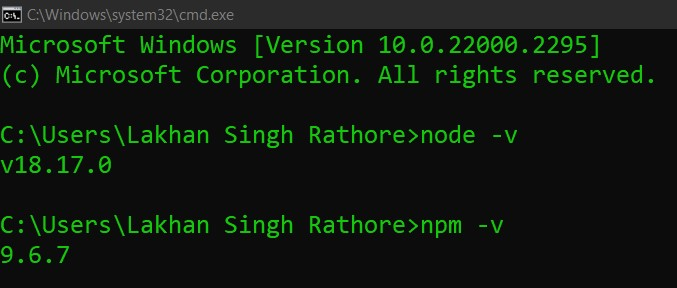 C:\Windows\system32\cmd.exe
Microsoft Windows [Version 10.0.22000.2295]
(c) Microsoft Corporation. All rights reserved.
C:\Users\Lakhan Singh Rathore>node -v
v18.17.0
C:\Users\Lakhan Singh Rathore>npm -v
9.6.7